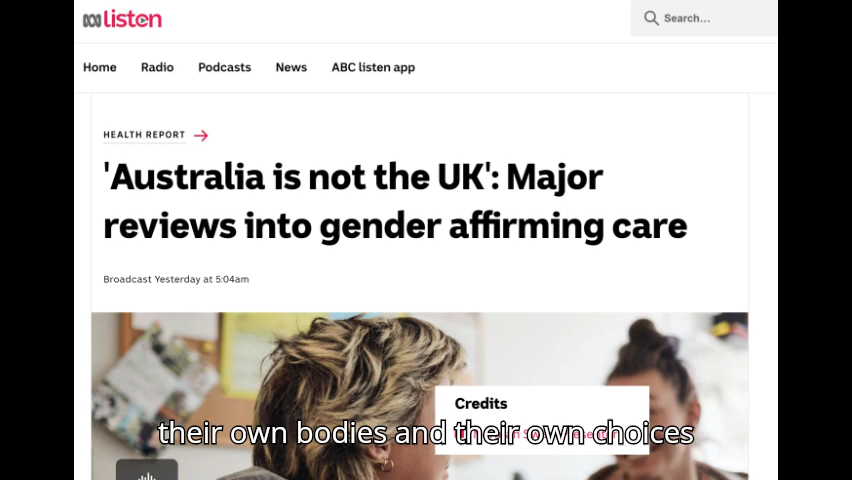 listen
Search...
Home Radio Podcasts News ABC listen app
HEALTH REPORT
'Australia is not the UK': Major
reviews into gender affirming care
Broadcast Yesterday at 5:04am
Credits
their own bodies and their own choices